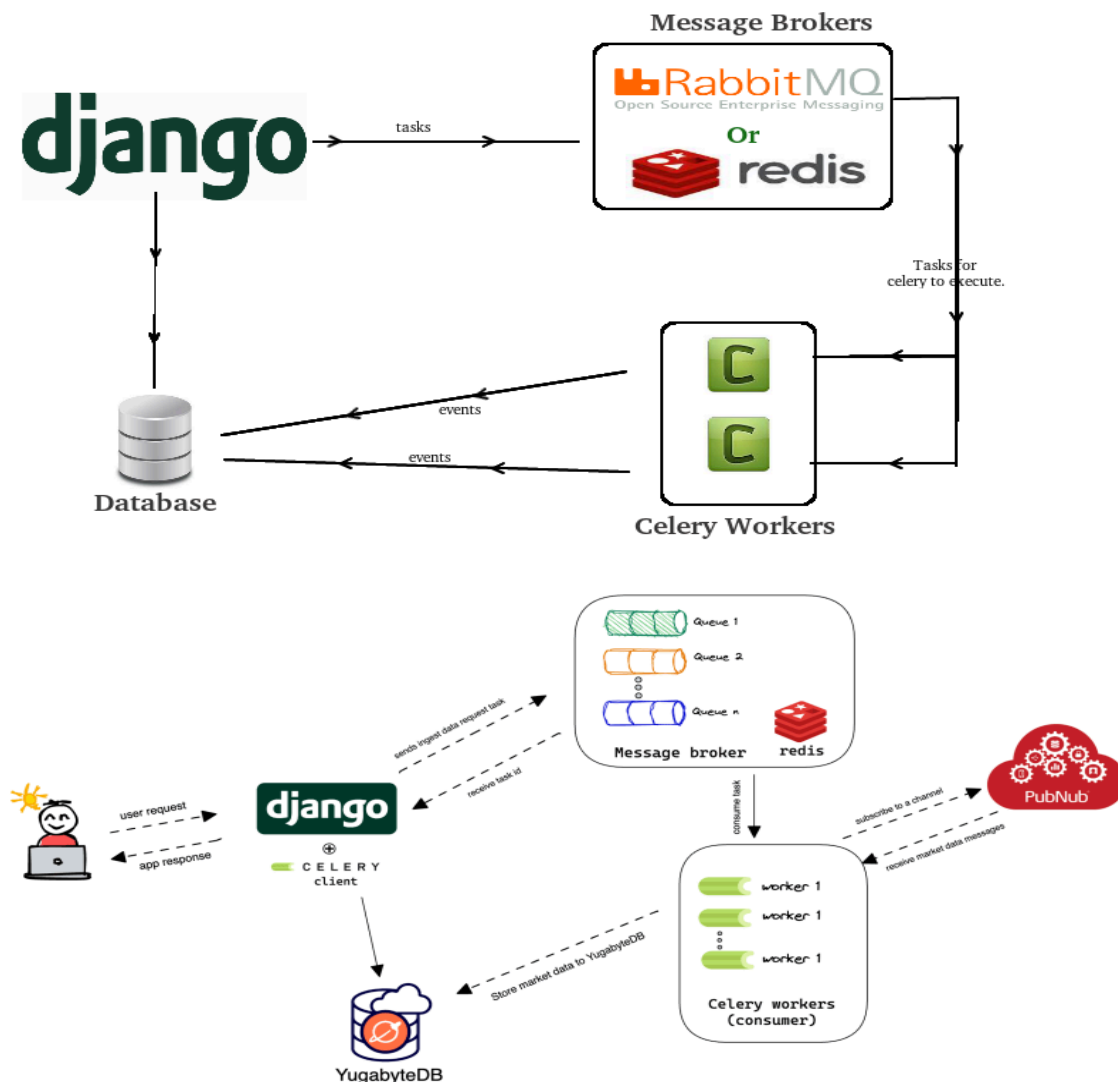 Message Brokers
RabbitMQ
Open Source Enterprise Messaging
django
tasks
Or
redis
Tasks for
celery to execute.
C
events
C
events
Database
Celery Workers
Queue 1
Queue 2
Queue n
sends ingest data request task
Message broker
redis
receive task id
PubNub
user request
django
app response
CELERY
client
consume task
subscribe to a channel
receive market data messages
worker 1
worker 1
worker 1
Store market data to YugabyteDB
Celery workers
(consumer)
YugabyteDB